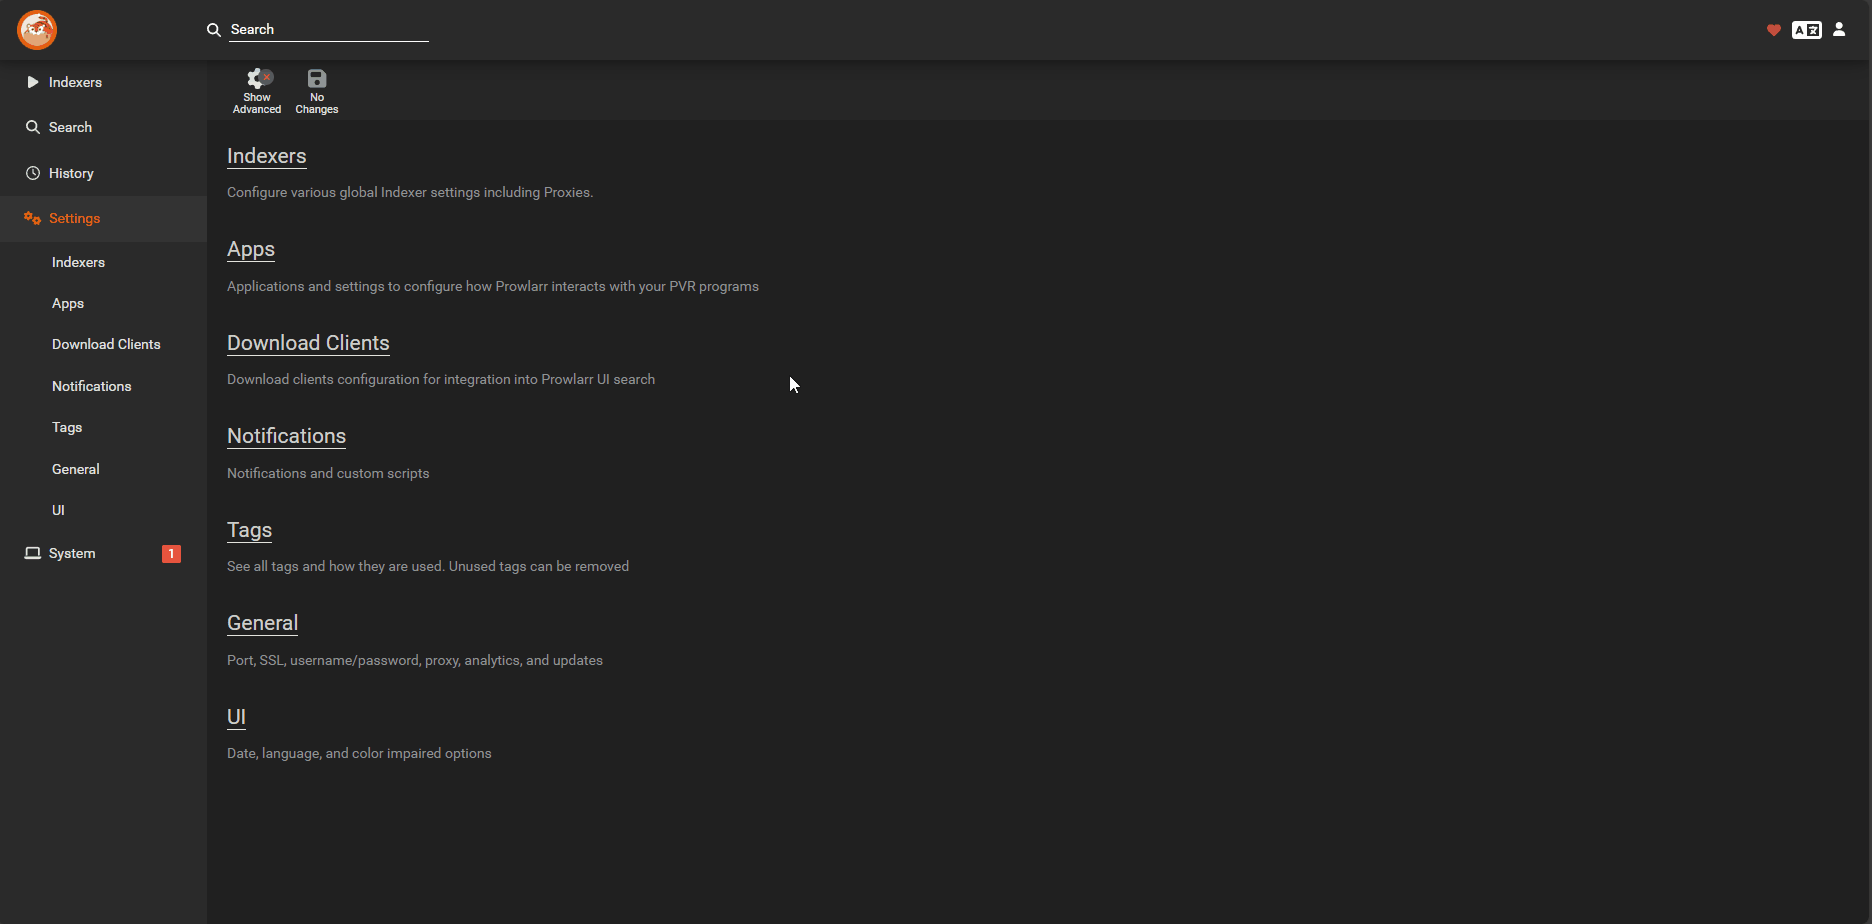 Search
Indexers
Search
History
Settings
Indexers
Apps
Download Clients
Notifications
Tags
General
UI
System 1
Show
Advanced
No
Changes
Indexers
Configure various global Indexer settings including Proxies.
Apps
Applications and settings to configure how Prowlarr interacts with your PVR programs
Download Clients
Download clients configuration for integration into Prowlarr UI search
Notifications
Notifications and custom scripts
Tags
See all tags and how they are used. Unused tags can be removed
General
Port, SSL, username/password, proxy, analytics, and updates
UI
Date, language, and color impaired options